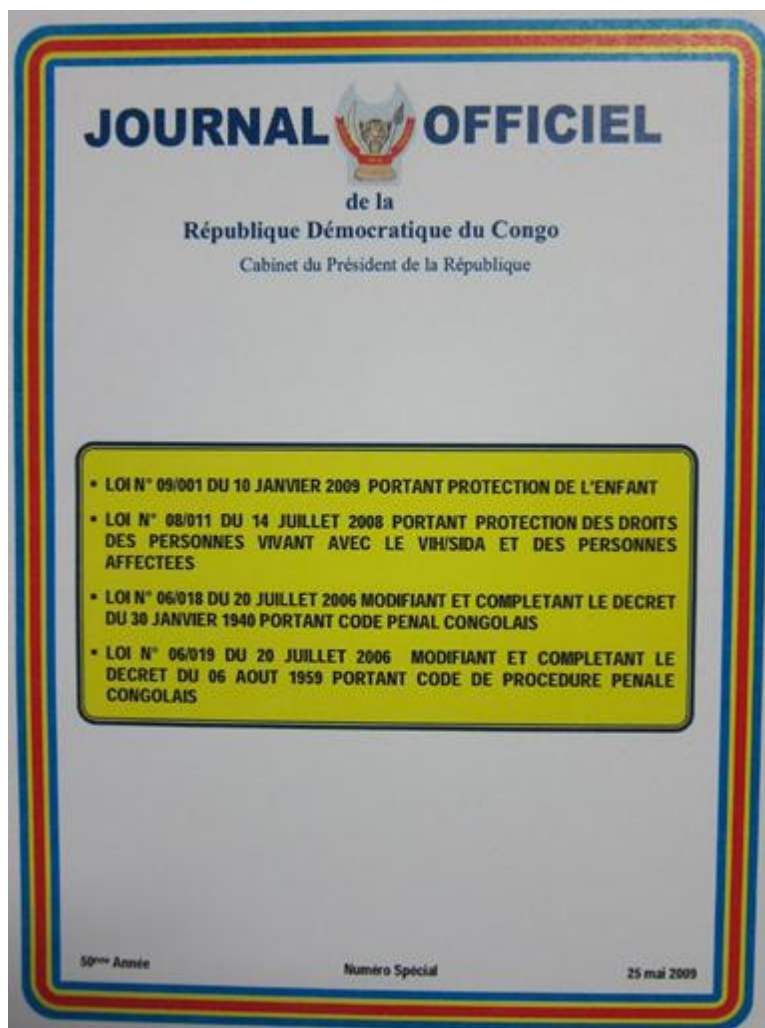 JOURNAL OFFICIEL
de la
République Démocratique du Congo
Cabinet du Président de la République
• LOI N° 09/001 DU 10 JANVIER 2009 PORTANT PROTECTION DE L'ENFANT
• LOI N° 08/011 DU 14 JUILLET 2008 PORTANT PROTECTION DES DROITS
DES PERSONNES VIVANT AVEC LE VIH/SIDA ET DES PERSONNES
AFFECTEES
• LOI N° 06/018 DU 20 JUILLET 2006 MODIFIANT ET COMPLETANT LE DECRET
DU 30 JANVIER 1940 PORTANT CODE PENAL CONGOLAIS
• LOI N° 06/019 DU 20 JUILLET 2006 MODIFIANT ET COMPLETANT LE
DECRET DU 06 AOUT 1959 PORTANT CODE DE PROCEDURE PENALE
CONGOLAIS
50ème Année
Numéro Spécial
25 mai 2009